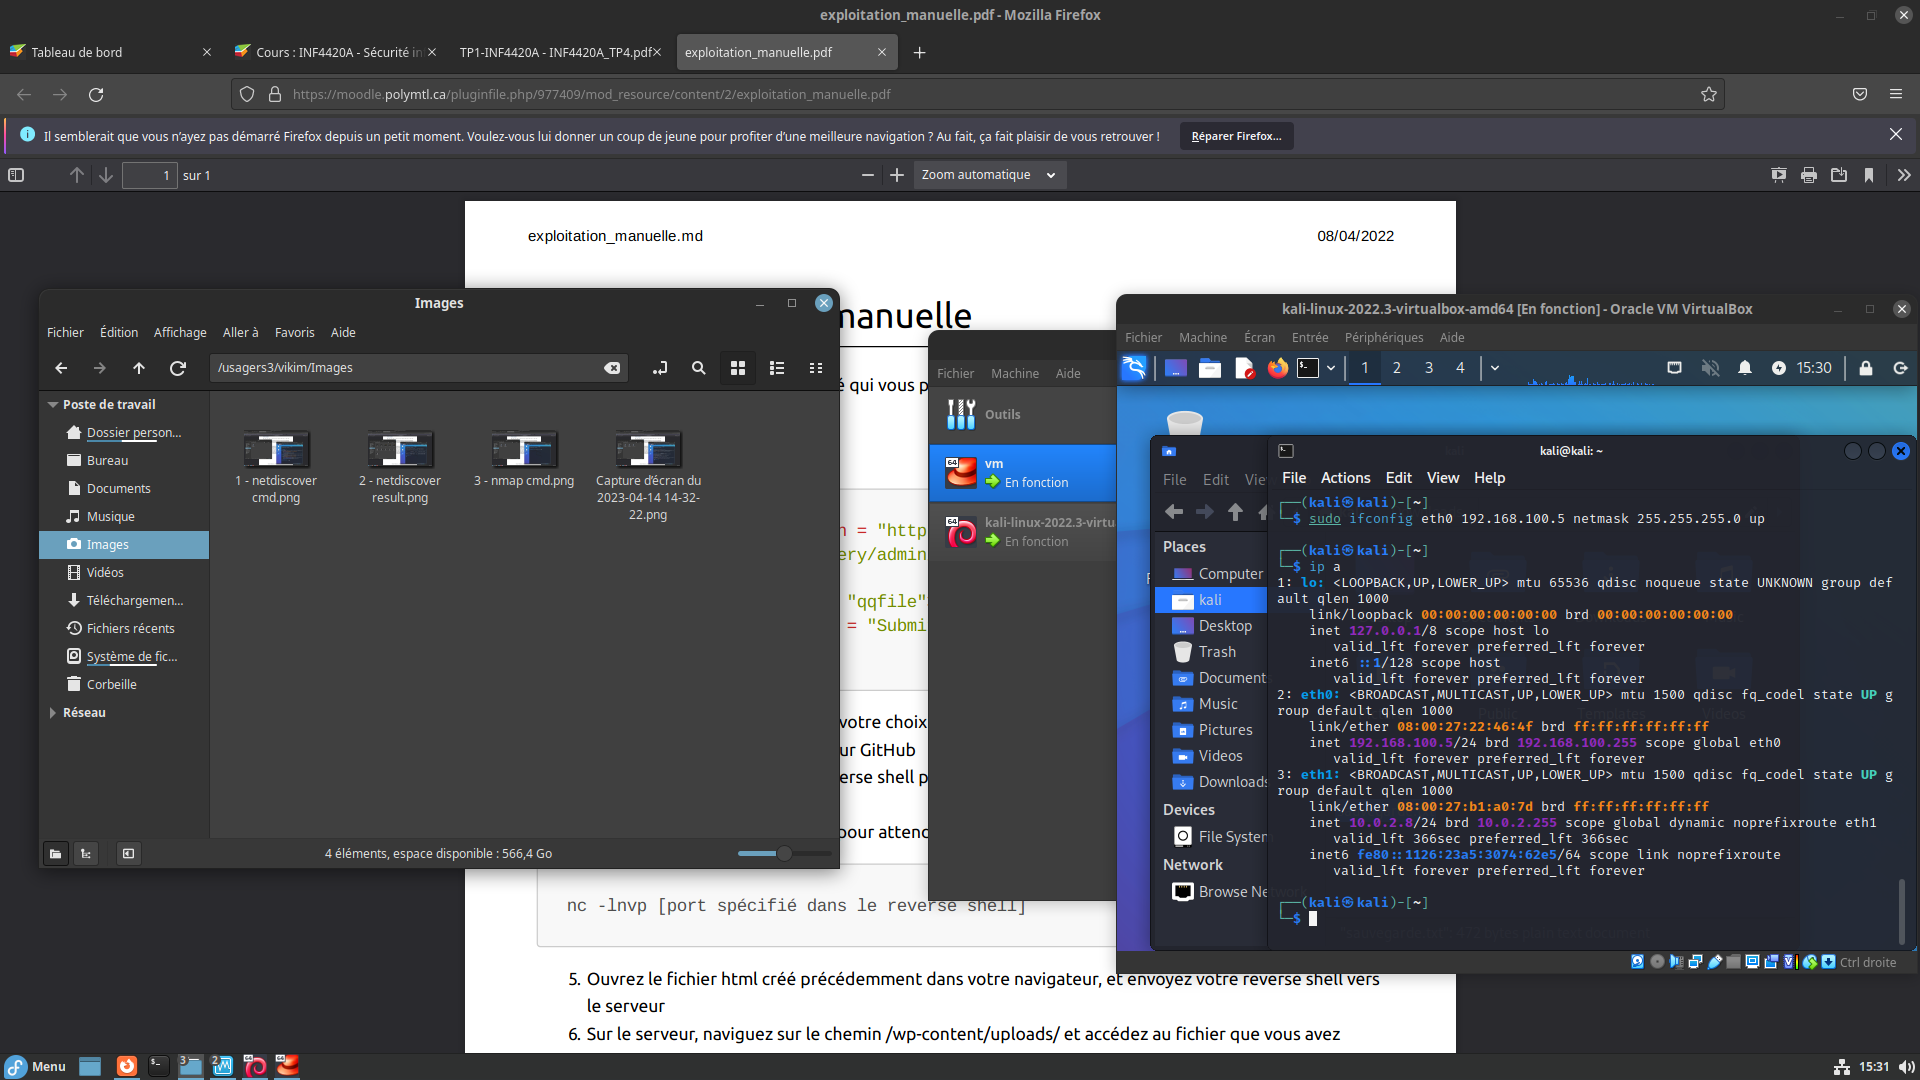 exploitation_manuelle.pdf - Mozilla Firefox
Tableau de bord
Cours : INF4420A - Sécurité in
TP1-INF4420A - INF4420A_TP4.pdf
exploitation_manuelle.pdf
https://moodle.polymtl.ca/pluginfile.php/977409/mod_resource/content/2/exploitation_manuelle.pdf
Il semblerait que vous n’ayez pas démarré Firefox depuis un petit moment. Voulez-vous lui donner un coup de jeune pour profiter d’une meilleure navigation ? Au fait, ça fait plaisir de vous retrouver !
Réparer Firefox…
1 sur 1
Zoom automatique
exploitation_manuelle.md
08/04/2022
manuelle
é qui vous p
n = "http
ery/admin
"qqfile"
= "Submi
votre choix
ur GitHub
erse shell p
pour attend
nc -lnvp [port spécifié dans le reverse shell]
5. Ouvrez le fichier html créé précédemment dans votre navigateur, et envoyez votre reverse shell vers
le serveur
6. Sur le serveur, naviguez sur le chemin /wp-content/uploads/ et accédez au fichier que vous avez
Images
Fichier Édition Affichage Aller à Favoris Aide
/usagers3/vikim/Images
Poste de travail
Dossier person...
Bureau
Documents
Musique
Images
Vidéos
Téléchargemen...
Fichiers récents
Système de fic...
Corbeille
Réseau
1 - netdiscover
cmd.png
2 - netdiscover
result.png
3 - nmap cmd.png
Capture d’écran du
2023-04-14 14-32-
22.png
4 éléments, espace disponible : 566,4 Go
Fichier Machine Aide
Outils
64
vm
En fonction
64
kali-linux-2022.3-virtu
En fonction
kali-linux-2022.3-virtualbox-amd64 [En fonction] - Oracle VM VirtualBox
Fichier Machine Écran Entrée Périphériques Aide
1 2 3 4
15:30
File Edit Vie
Places
Computer
kali
Desktop
Trash
Document
Music
Pictures
Videos
Downloads
Devices
File System
Network
Browse Network
kali@kali: ~
File Actions Edit View Help
┌──(kali㉿kali)-[~]
└─$ sudo ifconfig eth0 192.168.100.5 netmask 255.255.255.0 up
┌──(kali㉿kali)-[~]
└─$ ip a
1: lo: <LOOPBACK,UP,LOWER_UP> mtu 65536 qdisc noqueue state UNKNOWN group def
ault qlen 1000
link/loopback 00:00:00:00:00:00 brd 00:00:00:00:00:00
inet 127.0.0.1/8 scope host lo
valid_lft forever preferred_lft forever
inet6 ::1/128 scope host
valid_lft forever preferred_lft forever
2: eth0: <BROADCAST,MULTICAST,UP,LOWER_UP> mtu 1500 qdisc fq_codel state UP g
roup default qlen 1000
link/ether 08:00:27:22:46:4f brd ff:ff:ff:ff:ff:ff
inet 192.168.100.5/24 brd 192.168.100.255 scope global eth0
valid_lft forever preferred_lft forever
3: eth1: <BROADCAST,MULTICAST,UP,LOWER_UP> mtu 1500 qdisc fq_codel state UP g
roup default qlen 1000
link/ether 08:00:27:b1:a0:7d brd ff:ff:ff:ff:ff:ff
inet 10.0.2.8/24 brd 10.0.2.255 scope global dynamic noprefixroute eth1
valid_lft 366sec preferred_lft 366sec
inet6 fe80::1126:23a5:3074:62e5/64 scope link noprefixroute
valid_lft forever preferred_lft forever
┌──(kali㉿kali)-[~]
└─$
Ctrl droite
Menu
3
2
64
64
15:31